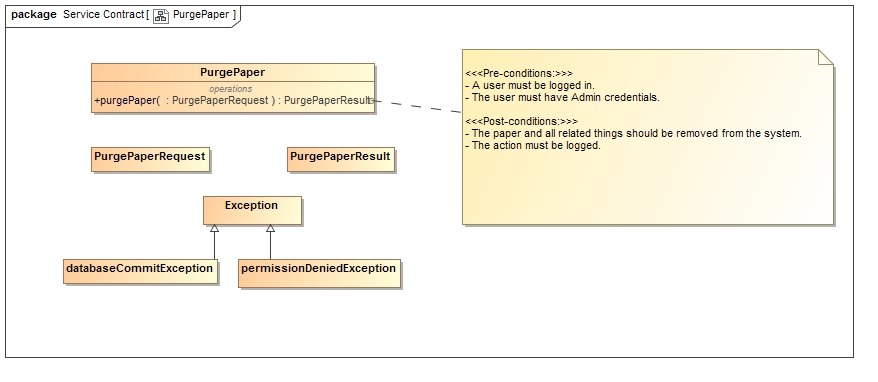 package Service Contract [ PurgePaper ]
PurgePaper
operations
+purgePaper( : PurgePaperRequest ) : PurgePaperResult
<<<Pre-conditions:>>>
- A user must be logged in.
- The user must have Admin credentials.
<<<Post-conditions:>>>
- The paper and all related things should be removed from the system.
- The action must be logged.
PurgePaperRequest
PurgePaperResult
Exception
databaseCommitException
permissionDeniedException